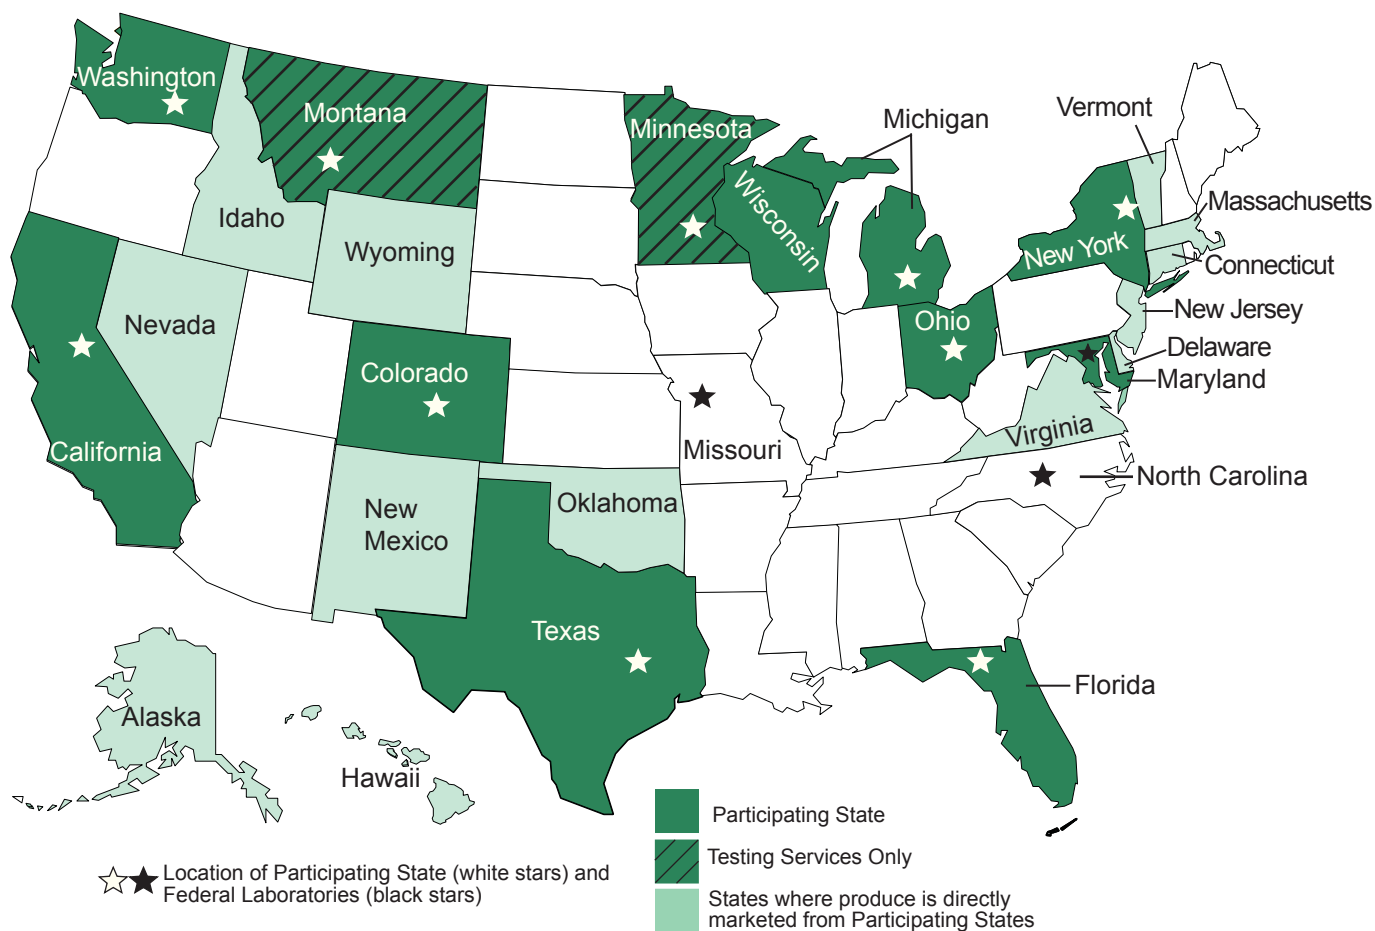 Washington
Montana
Minnesota
Michigan
Vermont
Wisconsin
Massachusetts
Idaho
Wyoming
New York
Connecticut
Nevada
New Jersey
Ohio
Delaware
Colorado
Maryland
California
Missouri
Virginia
North Carolina
Oklahoma
New
Mexico
Texas
Florida
Alaska
Hawaii
Participating State
Testing Services Only
States where produce is directly
marketed from Participating States
Location of Participating State (white stars) and
Federal Laboratories (black stars)